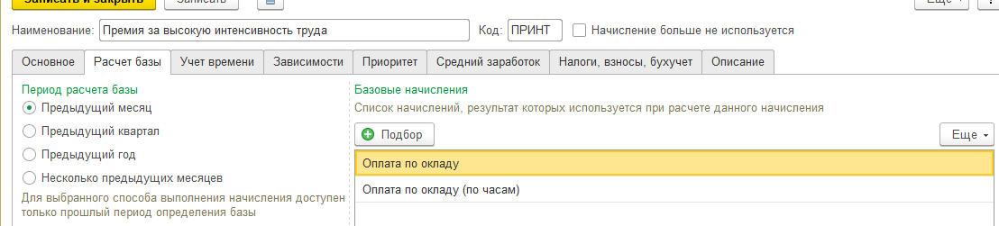 Записать и закрыть Записать Еще
Наименование: Премия за высокую интенсивность труда Код: ПРИНТ Начисление больше не используется
Основное Расчет базы Учет времени Зависимости Приоритет Средний заработок Налоги, взносы, бухучет Описание
Период расчета базы
Предыдущий месяц
Предыдущий квартал
Предыдущий год
Несколько предыдущих месяцев
Для выбранного способа выполнения начисления доступен
только прошлый период определения базы
Базовые начисления
Список начислений, результат которых используется при расчете данного начисления
Подбор Еще
Оплата по окладу
Оплата по окладу (по часам)